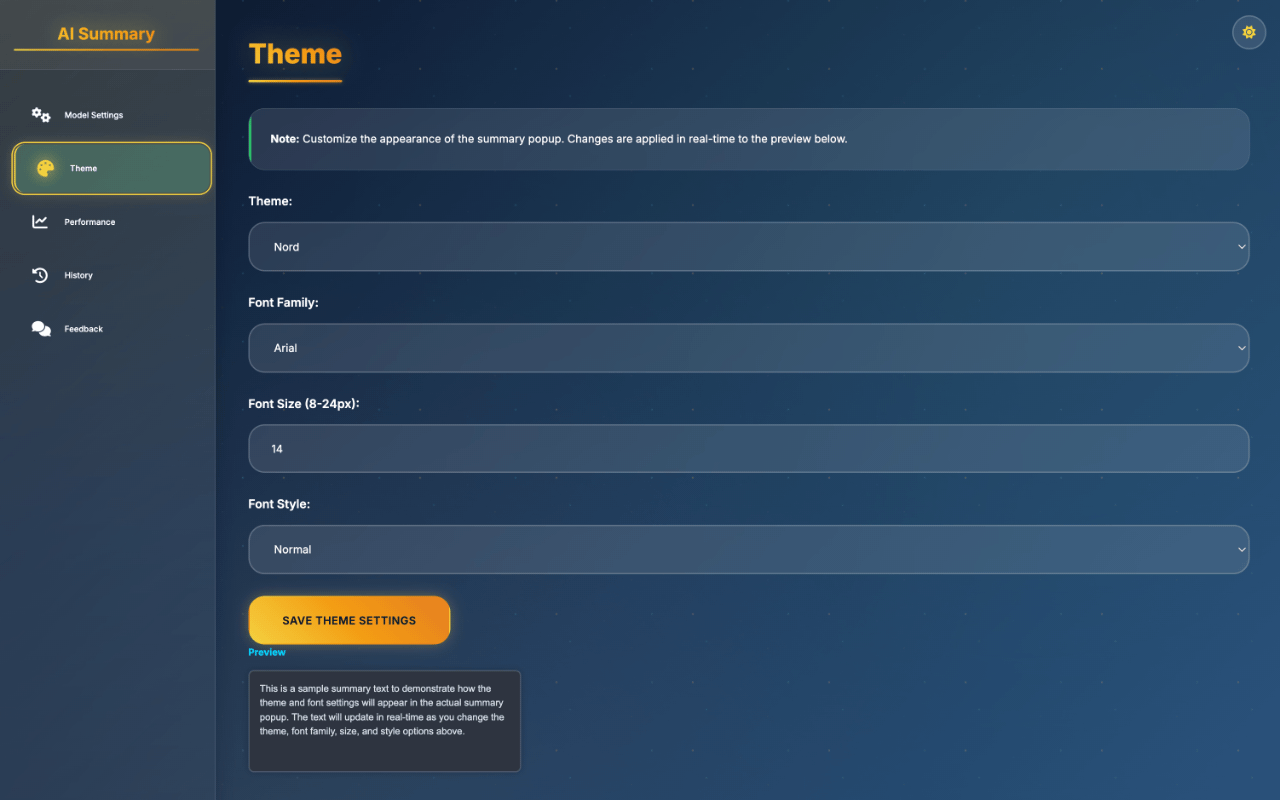 AI Summary
Model Settings
Theme
Performance
History
Feedback
Theme
Note: Customize the appearance of the summary popup. Changes are applied in real-time to the preview below.
Theme:
Nord
Font Family:
Arial
Font Size (8-24px):
14
Font Style:
Normal
SAVE THEME SETTINGS
Preview
This is a sample summary text to demonstrate how the
theme and font settings will appear in the actual summary
popup. The text will update in real-time as you change the
theme, font family, size, and style options above.